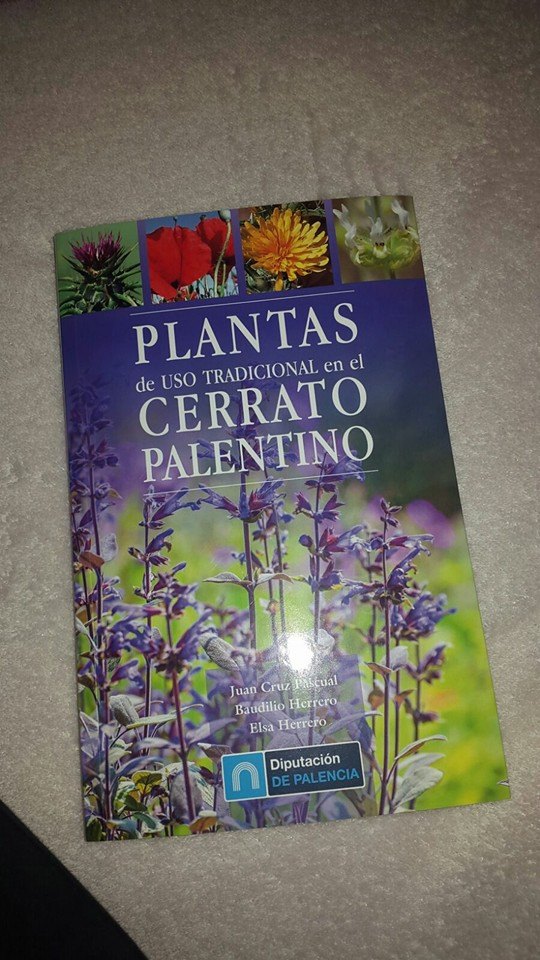 PLANTAS
de USO TRADICIONAL en el
CERRATO
PALENTINO
Juan Cruz Pascual
Baudilio Herrero
Elsa Herrero
Diputación
DE PALENCIA